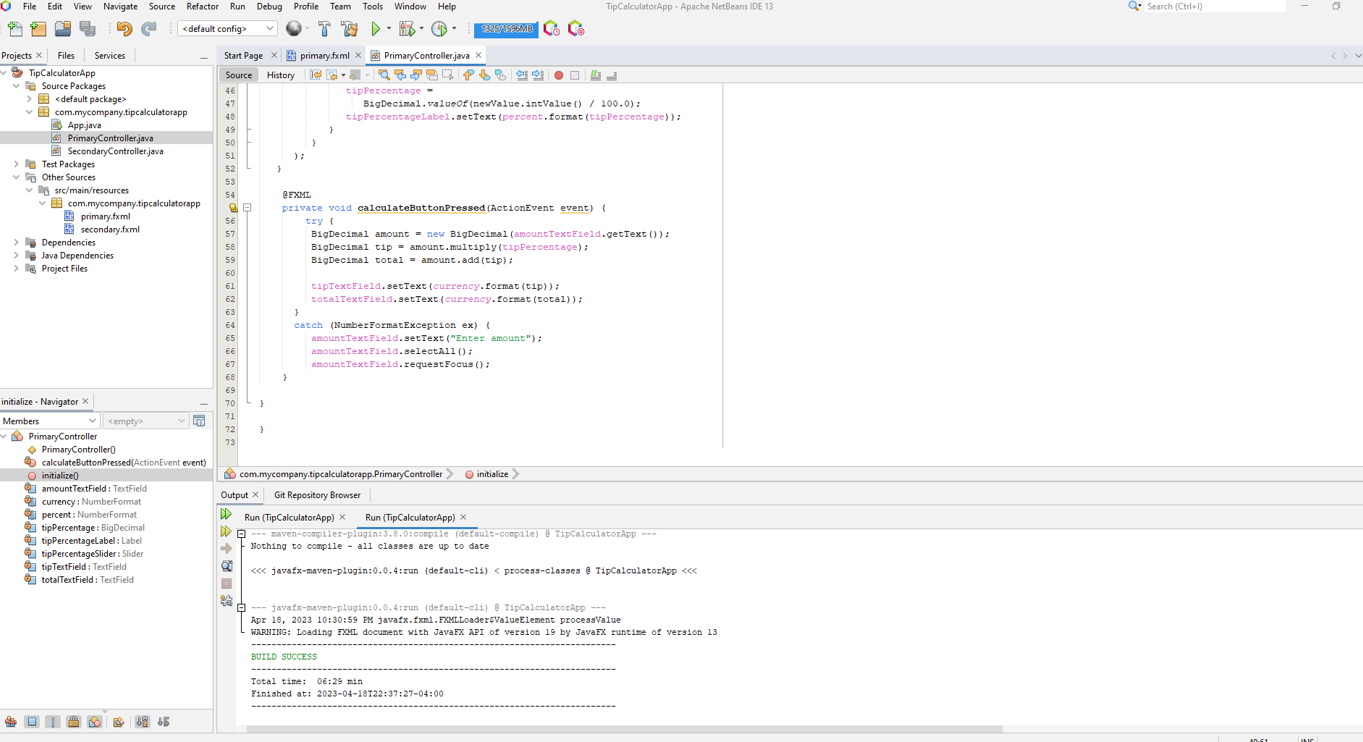 File Edit View Navigate Source Refactor Run Debug Profile Team Tools Window Help
TipCalculatorApp - Apache NetBeans IDE 13
Search (Ctrl+I)
<default config>
Projects Files Services
TipCalculatorApp
Source Packages
<default package>
com.mycompany.tipcalculatorapp
App.java
PrimaryController.java
SecondaryController.java
Test Packages
Other Sources
src/main/resources
com.mycompany.tipcalculatorapp
primary.fxml
secondary.fxml
Dependencies
Java Dependencies
Project Files
initialize - Navigator
Members <empty>
PrimaryController
PrimaryController()
calculateButtonPressed(ActionEvent event)
initialize()
amountTextField : TextField
currency : NumberFormat
percent : NumberFormat
tipPercentage : BigDecimal
tipPercentageLabel : Label
tipPercentageSlider : Slider
tipTextField : TextField
totalTextField : TextField
Start Page primary.fxml PrimaryController.java
Source History
46 tipPercentage =
47 BigDecimal.valueOf(newValue.intValue() / 100.0);
48 tipPercentageLabel.setText(percent.format(tipPercentage));
49 }
50 }
51 );
52 }
53
54 @FXML
private void calculateButtonPressed(ActionEvent event) {
56 try {
57 BigDecimal amount = new BigDecimal(amountTextField.getText());
58 BigDecimal tip = amount.multiply(tipPercentage);
59 BigDecimal total = amount.add(tip);
60
61 tipTextField.setText(currency.format(tip));
62 totalTextField.setText(currency.format(total));
63 }
64 catch (NumberFormatException ex) {
65 amountTextField.setText("Enter amount");
66 amountTextField.selectAll();
67 amountTextField.requestFocus();
68 }
69
70 }
71
72 }
73
com.mycompany.tipcalculatorapp.PrimaryController initialize
Output Git Repository Browser
Run (TipCalculatorApp) Run (TipCalculatorApp)
--- maven-compiler-plugin:3.8.0:compile (default-compile) @ TipCalculatorApp ---
Nothing to compile - all classes are up to date
<<< javafx-maven-plugin:0.0.4:run (default-cli) < process-classes @ TipCalculatorApp <<<
--- javafx-maven-plugin:0.0.4:run (default-cli) @ TipCalculatorApp ---
Apr 18, 2023 10:30:59 PM javafx.fxml.FXMLLoader$ValueElement processValue
WARNING: Loading FXML document with JavaFX API of version 19 by JavaFX runtime of version 13
------------------------------------------------------------------------
BUILD SUCCESS
------------------------------------------------------------------------
Total time:  06:29 min
Finished at: 2023-04-18T22:37:27-04:00
------------------------------------------------------------------------